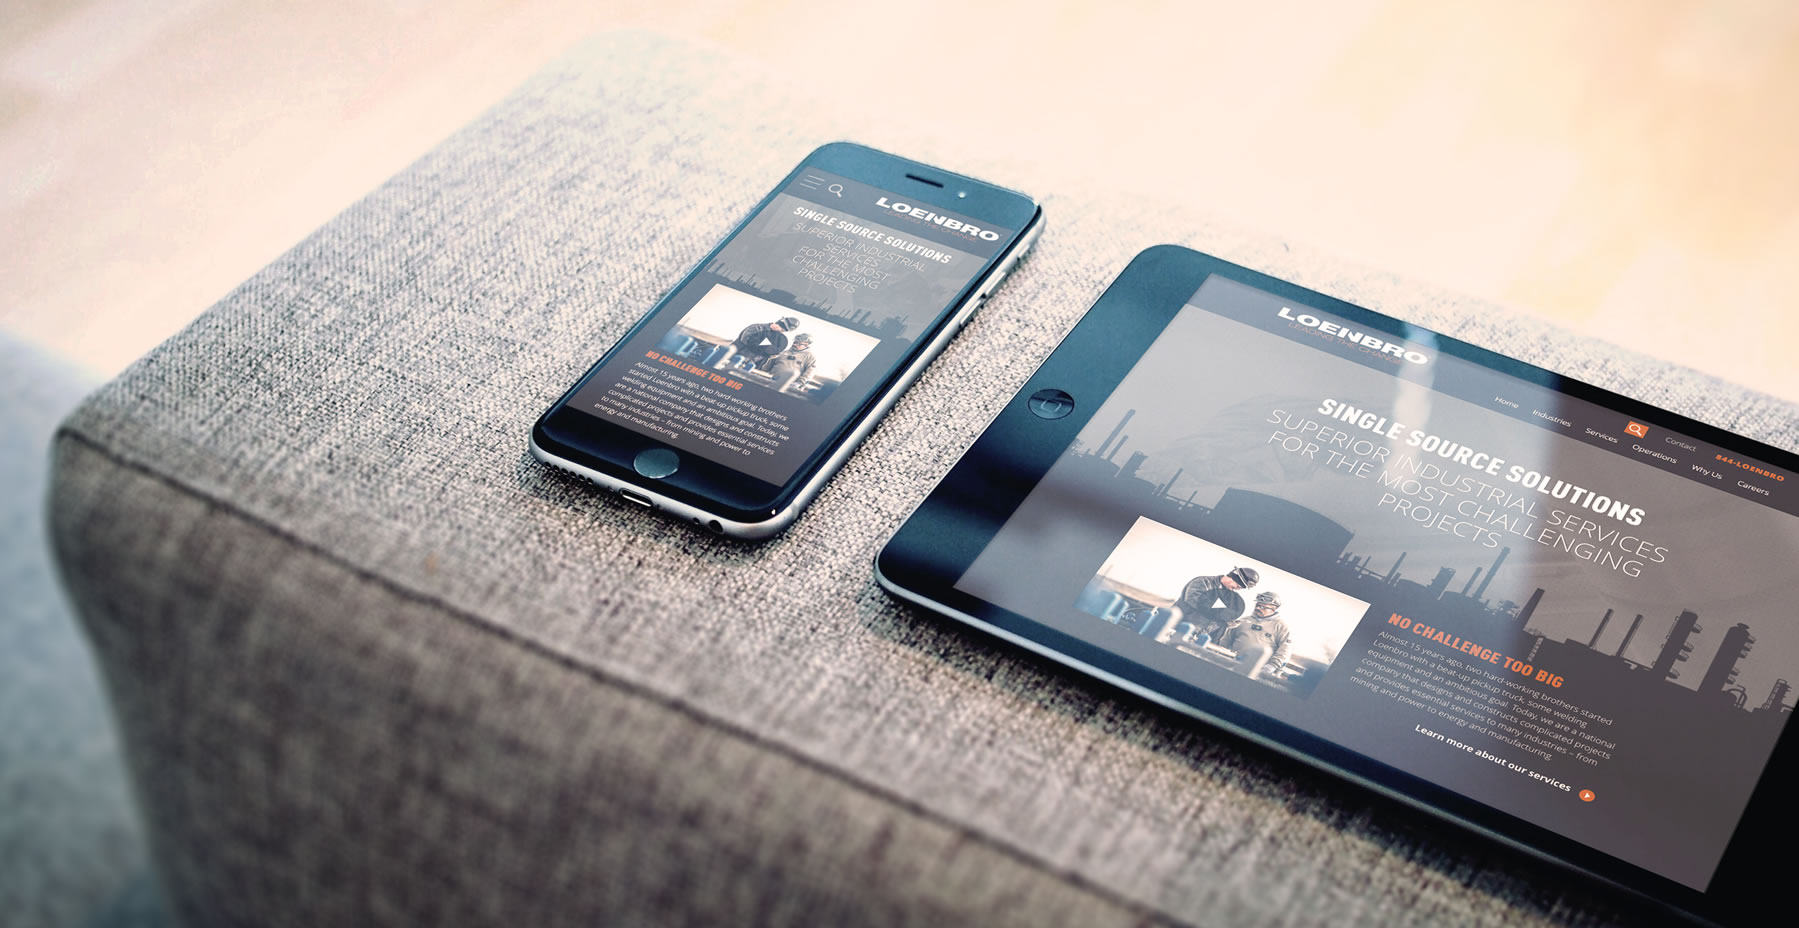 LOENBRO
LEADING THE CHANGE
SINGLE SOURCE SOLUTIONS
SUPERIOR INDUSTRIAL
SERVICES
FOR THE MOST
CHALLENGING
PROJECTS
NO CHALLENGE TOO BIG
Almost 15 years ago, two hard-working brothers
started Loenbro with a beat-up pickup truck, some
welding equipment and an ambitious goal. Today, we
are a national company that designs and constructs
complicated projects and provides essential services
to many industries – from mining and power to
energy and manufacturing.
LOENBRO
LEADING THE CHANGE
Contact
844-LOENBRO
Home Industries Services Operations Why Us Careers
SINGLE SOURCE SOLUTIONS
SUPERIOR INDUSTRIAL SERVICES
FOR THE MOST CHALLENGING
PROJECTS
NO CHALLENGE TOO BIG
Almost 15 years ago, two hard-working brothers started
Loenbro with a beat-up pickup truck, some welding
equipment and an ambitious goal. Today, we are a national
company that designs and constructs complicated projects
and provides essential services to many industries – from
mining and power to energy and manufacturing.
Learn more about our services